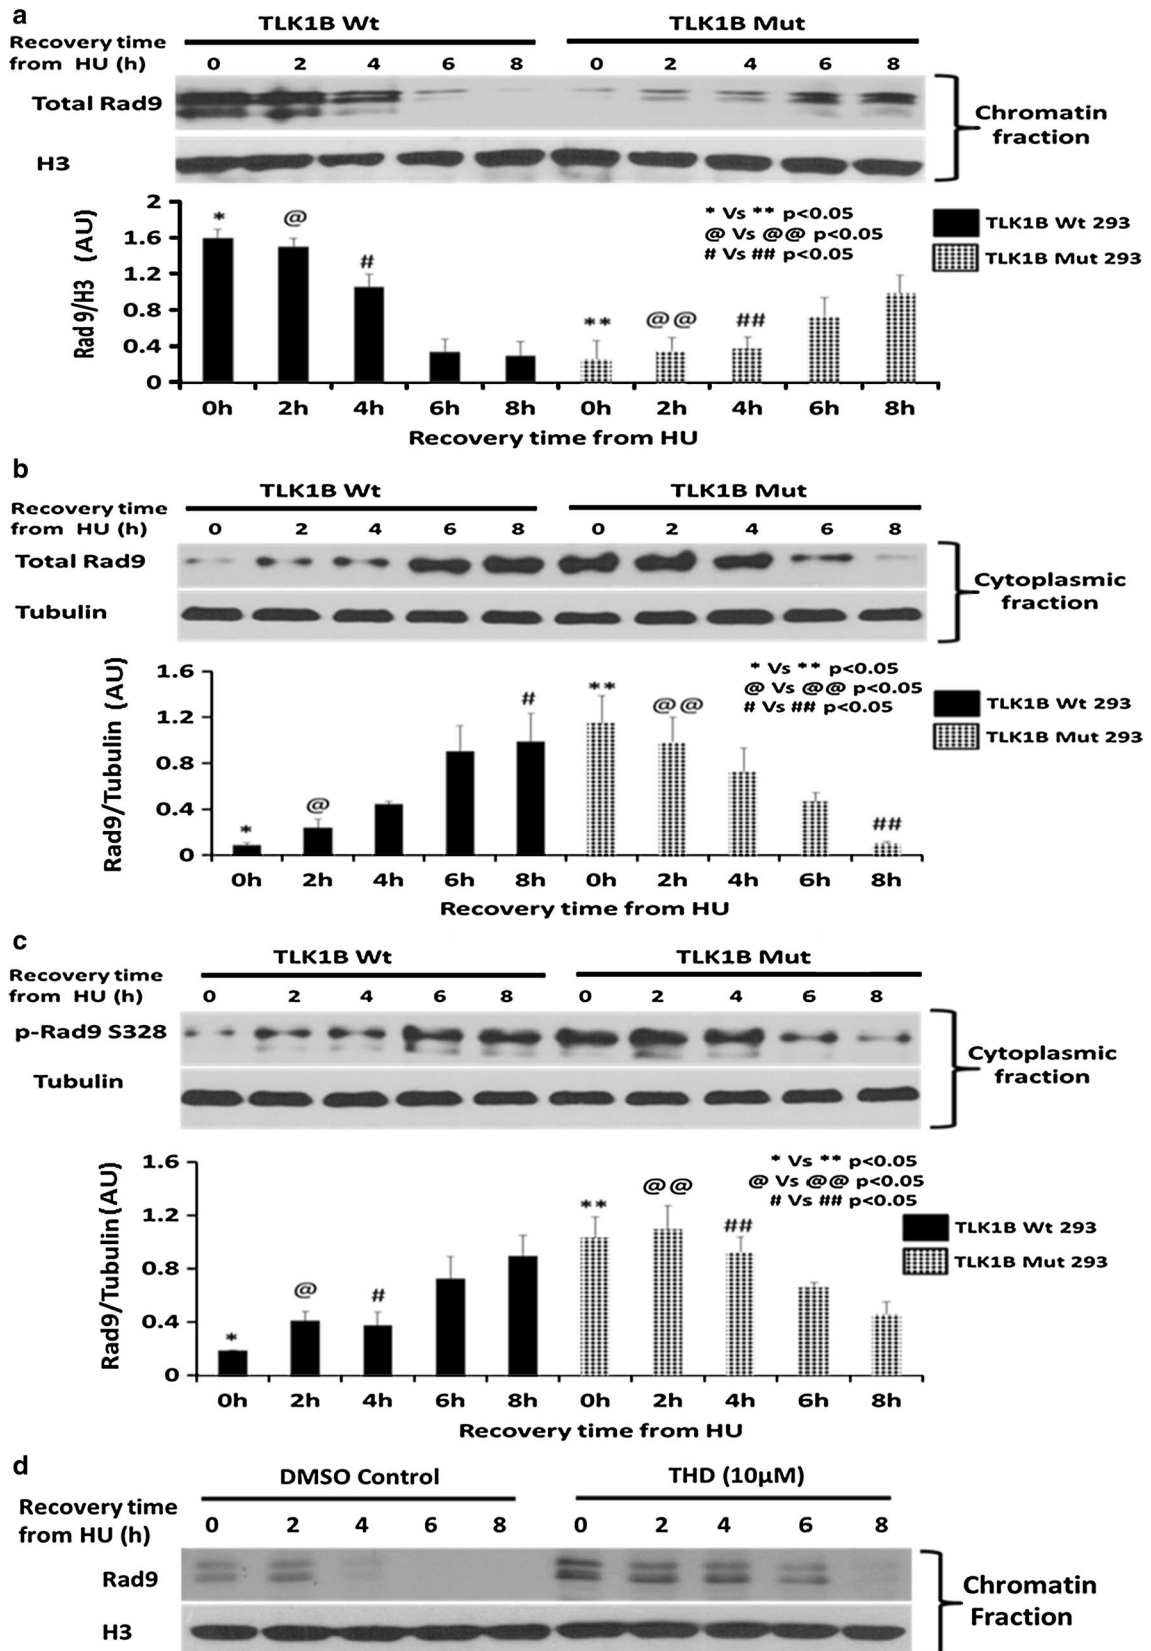 a
TLK1B Wt TLK1B Mut
Recovery time
from HU (h) 0 2 4 6 8 0 2 4 6 8
Total Rad9
H3
Chromatin
fraction
Rad 9/H3 (AU)
2
1.6
1.2
0.8
0.4
0
* @ # ** @@ ##
* Vs ** p<0.05
@ Vs @@ p<0.05
# Vs ## p<0.05
TLK1B Wt 293
TLK1B Mut 293
0h 2h 4h 6h 8h 0h 2h 4h 6h 8h
Recovery time from HU
b
TLK1B Wt TLK1B Mut
Recovery time
from HU (h) 0 2 4 6 8 0 2 4 6 8
Total Rad9
Tubulin
Cytoplasmic
fraction
Rad9/Tubulin (AU)
1.6
1.2
0.8
0.4
0
* @ # ** @@ ##
* Vs ** p<0.05
@ Vs @@ p<0.05
# Vs ## p<0.05
TLK1B Wt 293
TLK1B Mut 293
0h 2h 4h 6h 8h 0h 2h 4h 6h 8h
Recovery time from HU
c
TLK1B Wt TLK1B Mut
Recovery time
from HU (h) 0 2 4 6 8 0 2 4 6 8
p-Rad9 S328
Tubulin
Cytoplasmic
fraction
Rad9/Tubulin(AU)
1.6
1.2
0.8
0.4
0
* @ # ** @@ ##
* Vs ** p<0.05
@ Vs @@ p<0.05
# Vs ## p<0.05
TLK1B Wt 293
TLK1B Mut 293
0h 2h 4h 6h 8h 0h 2h 4h 6h 8h
Recovery time from HU
d
DMSO Control THD (10μM)
Recovery time
from HU (h) 0 2 4 6 8 0 2 4 6 8
Rad9
H3
Chromatin
Fraction